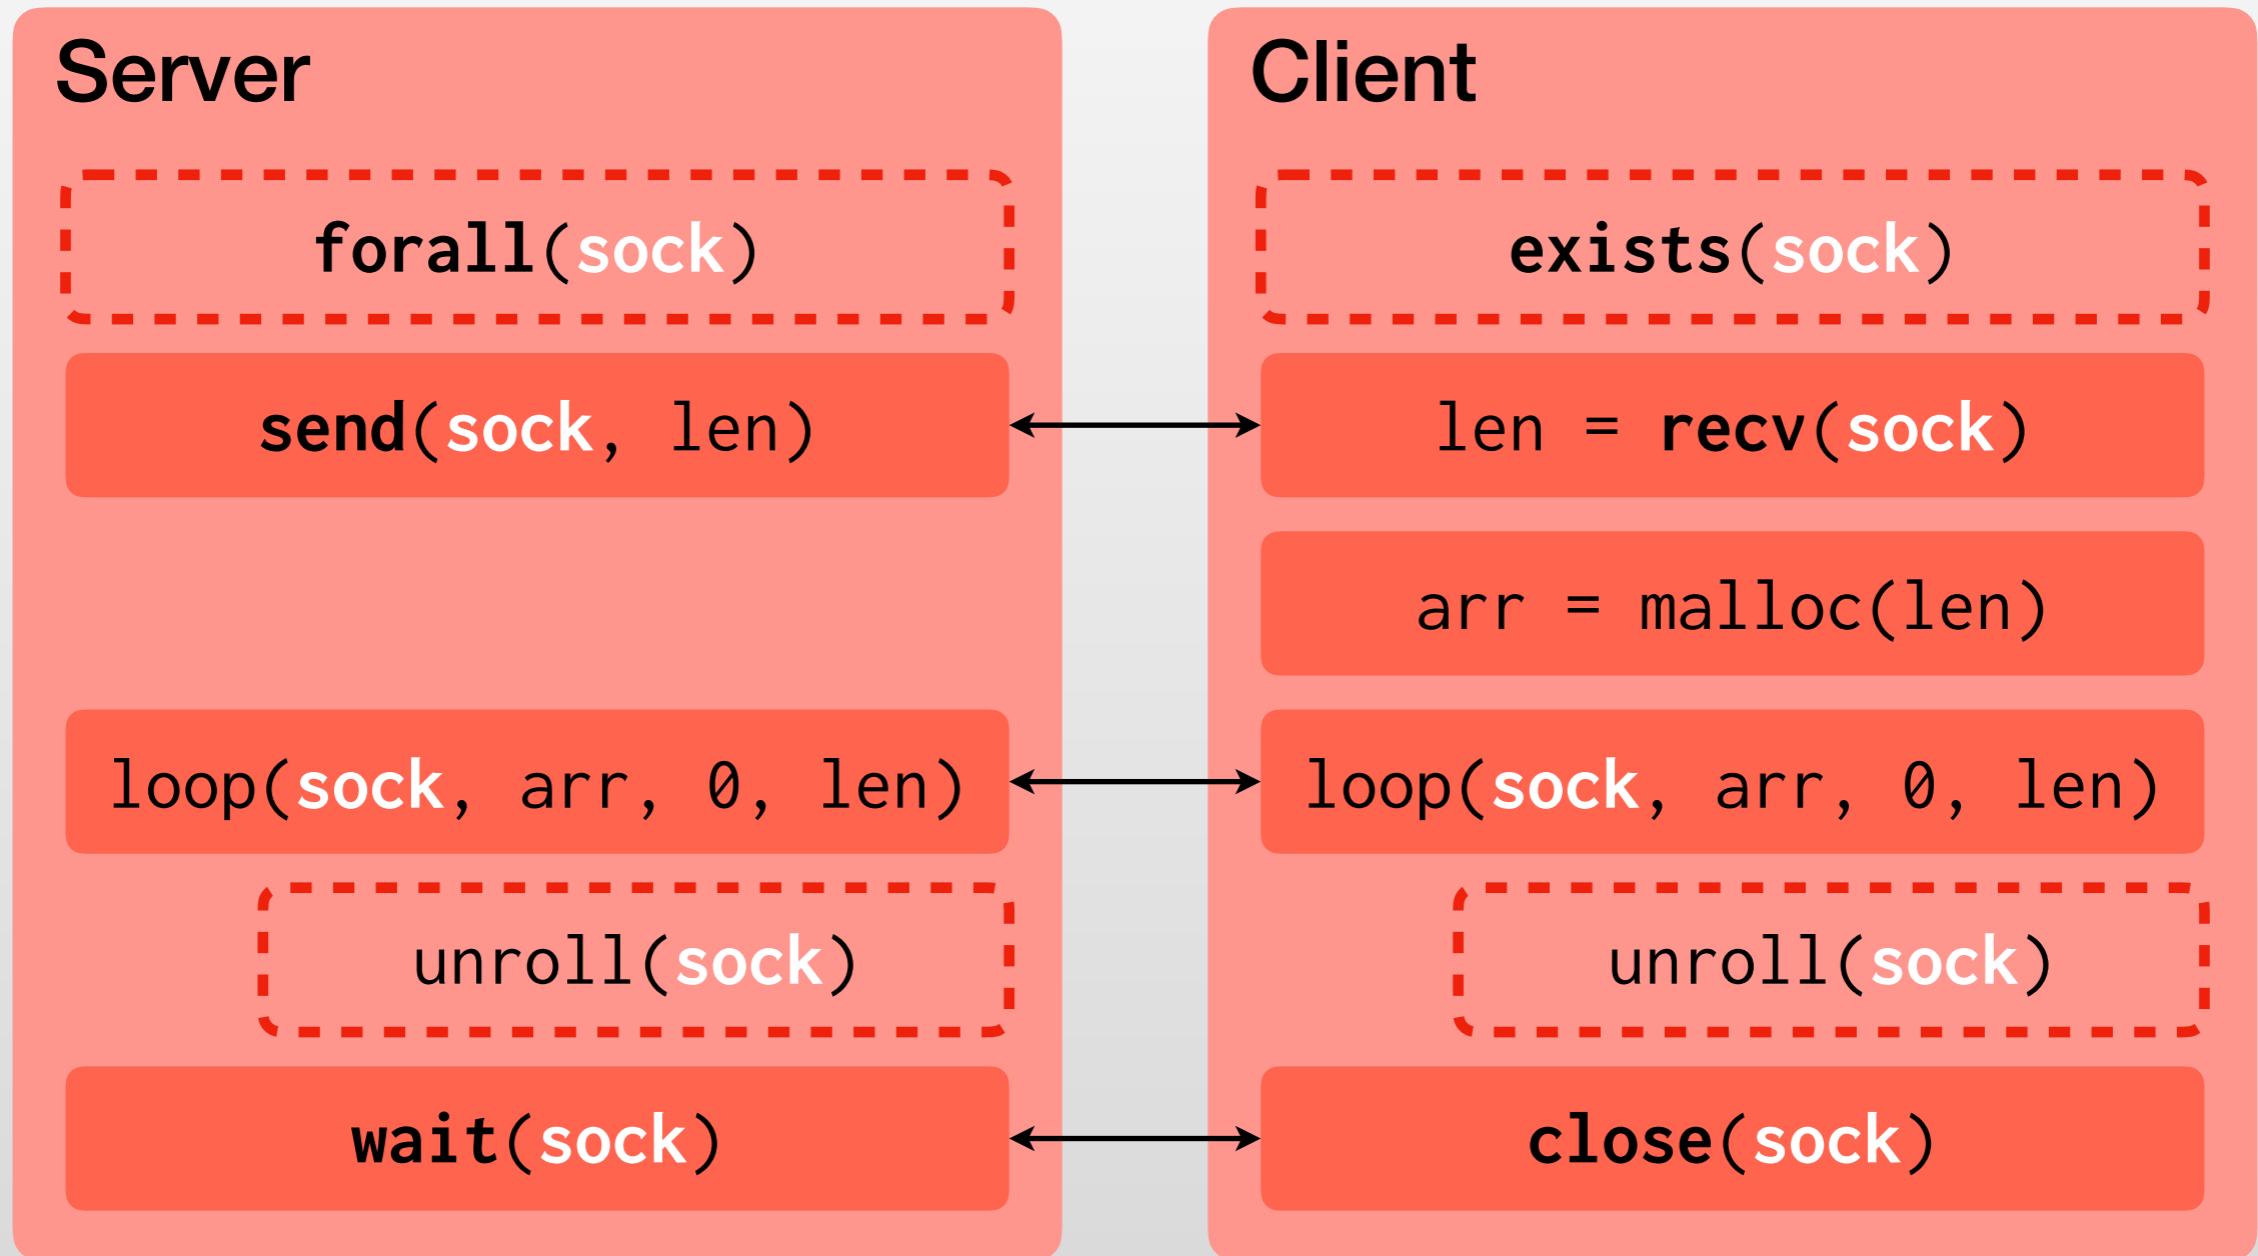 Server
forall(sock)
send(sock, len)
loop(sock, arr, 0, len)
unroll(sock)
wait(sock)
Client
exists(sock)
len = recv(sock)
arr = malloc(len)
loop(sock, arr, 0, len)
unroll(sock)
close(sock)